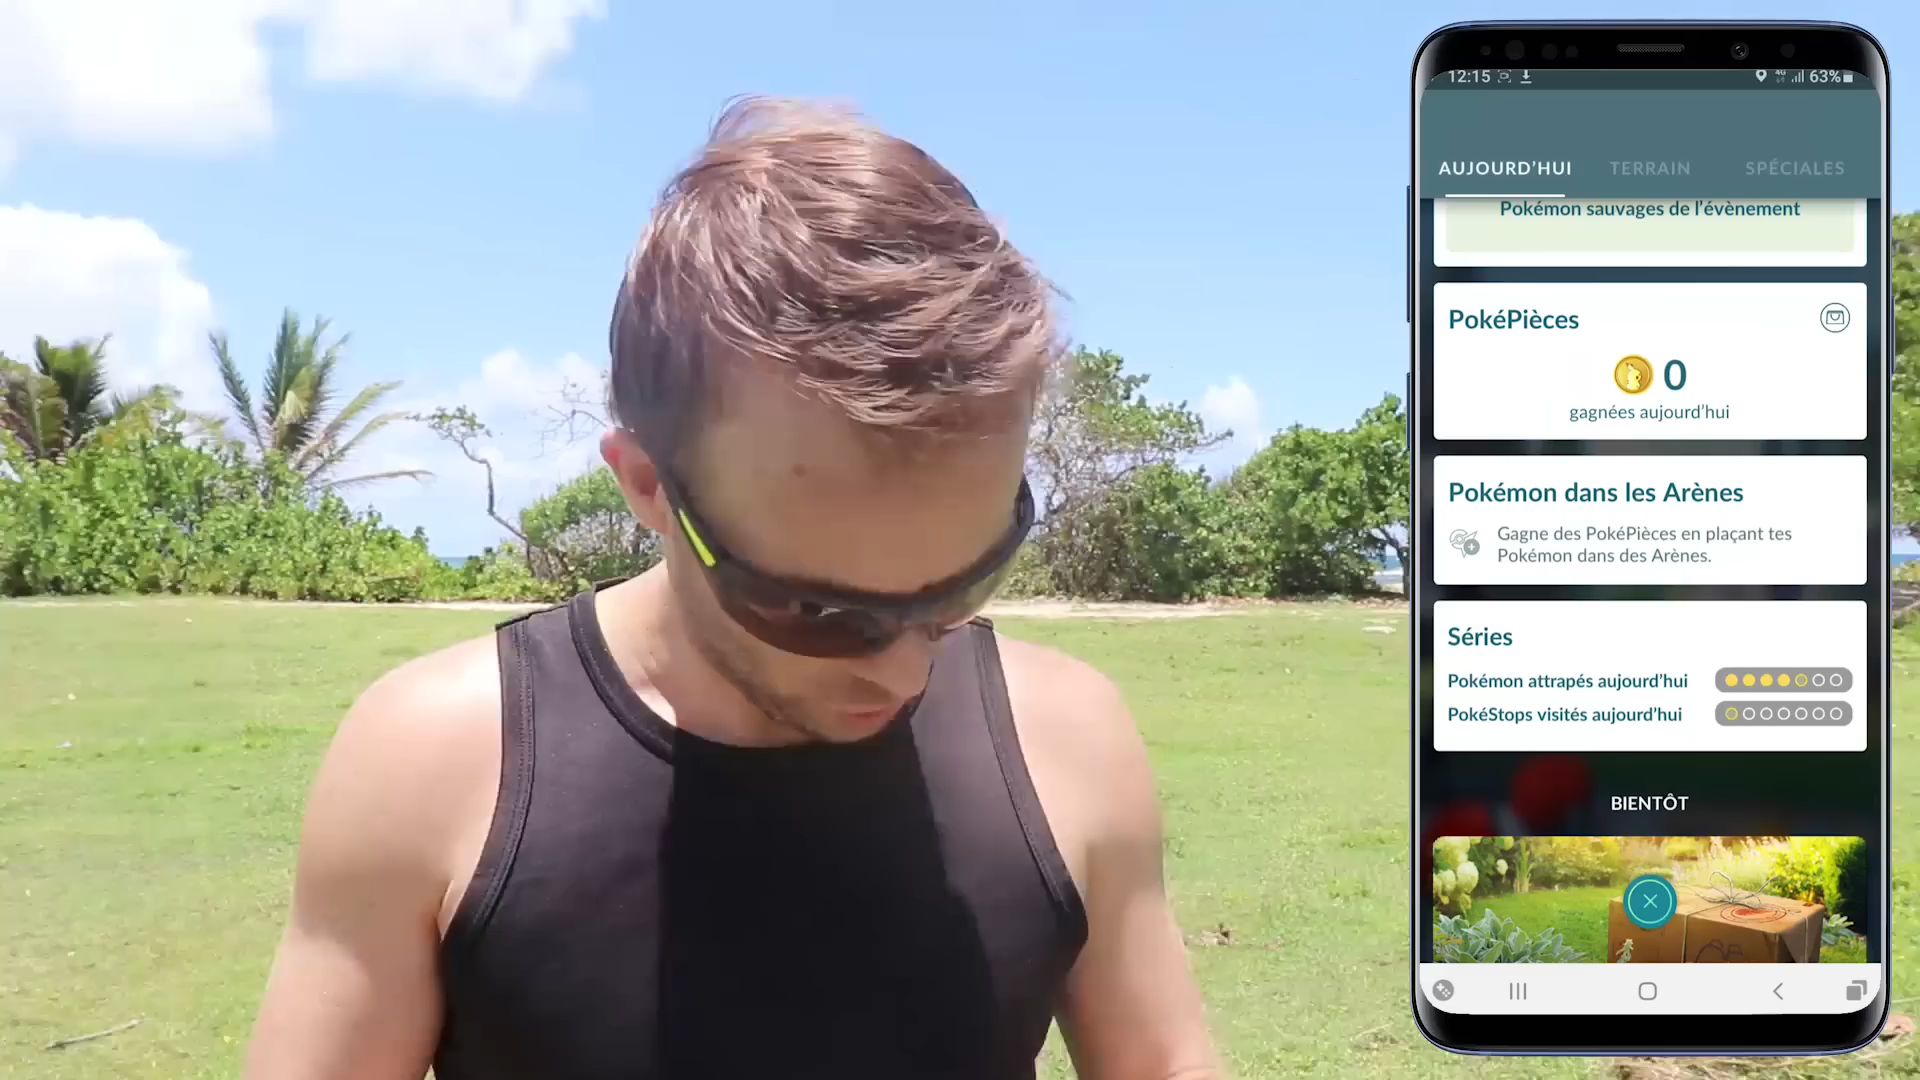 12:15
4G
63%
AUJOURD'HUI TERRAIN SPÉCIALES
Pokémon sauvages de l'évènement
PokéPièces
0
gagnées aujourd'hui
Pokémon dans les Arènes
Gagne des PokéPièces en plaçant tes
Pokémon dans des Arènes.
Séries
Pokémon attrapés aujourd'hui
PokéStops visités aujourd'hui
BIENTÔT